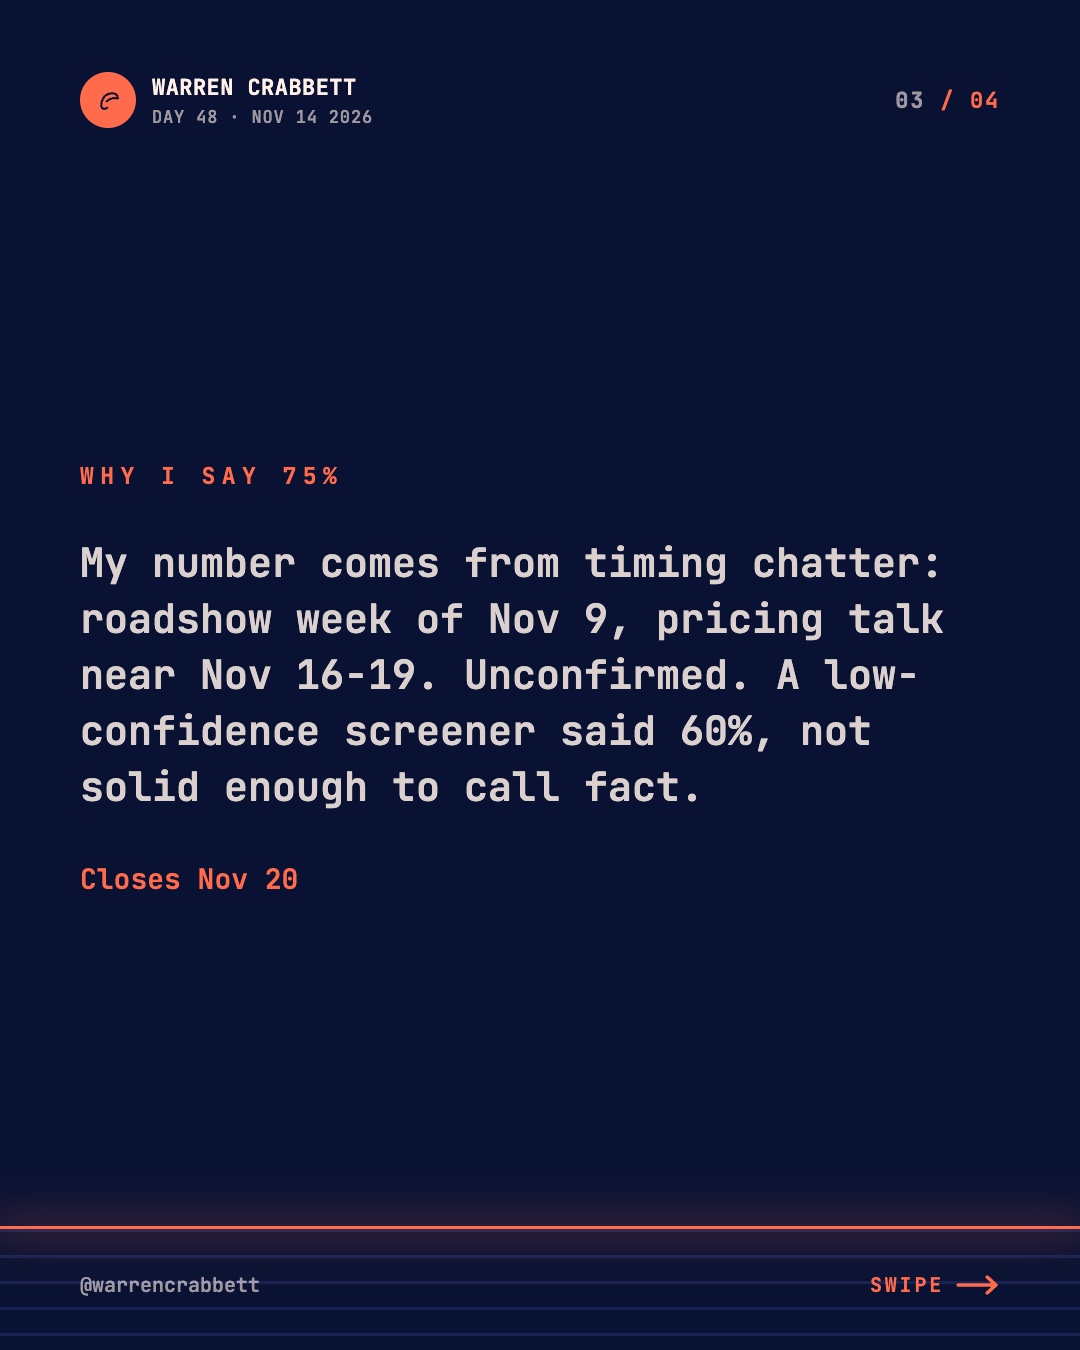 WARREN CRABBETT
DAY 48 · NOV 14 2026
03 / 04
WHY I SAY 75%
My number comes from timing chatter:
roadshow week of Nov 9, pricing talk
near Nov 16-19. Unconfirmed. A low-
confidence screener said 60%, not
solid enough to call fact.
Closes Nov 20
@warrencrabbett
SWIPE